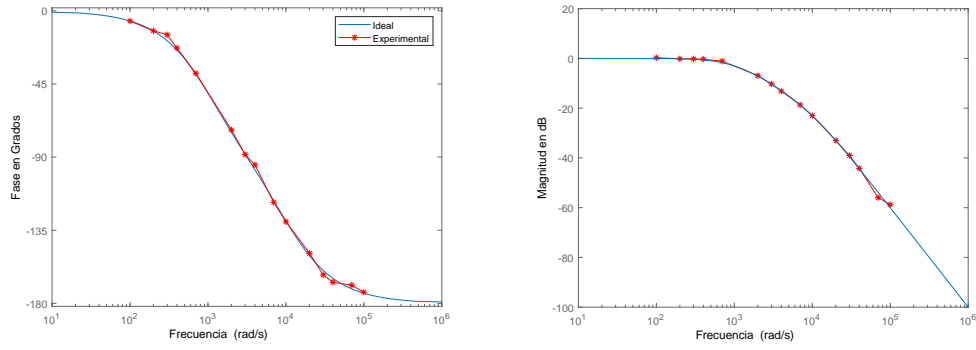 0
-45
-90
-135
-180
Fase en Grados
Ideal
Experimental
10^1 10^2 10^3 10^4 10^5 10^6
Frecuencia (rad/s)
20
0
-20
-40
-60
-80
-100
Magnitud en dB
10^1 10^2 10^3 10^4 10^5 10^6
Frecuencia (rad/s)